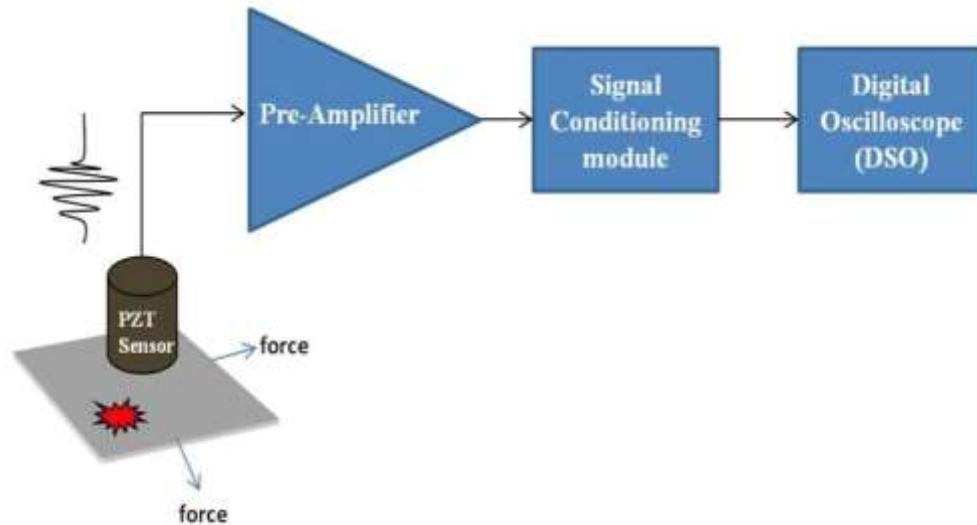 Pre-Amplifier
Signal
Conditioning
module
Digital
Oscilloscope
(DSO)
PZT
Sensor
force
force